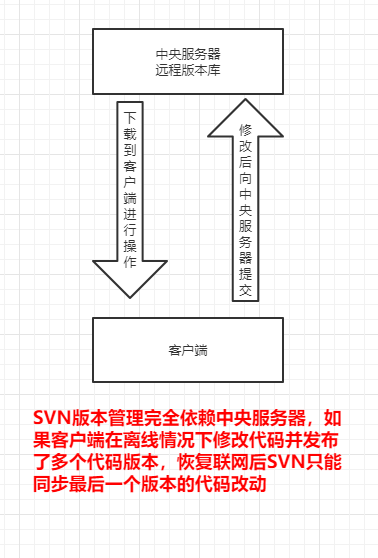 中央服务器
远程版本库
下载到客户端进行操作
修改后向中央服务器提交
客户端
SVN版本管理完全依赖中央服务器，如
果客户端在离线情况下修改代码并发布
了多个代码版本，恢复联网后SVN只能
同步最后一个版本的代码改动